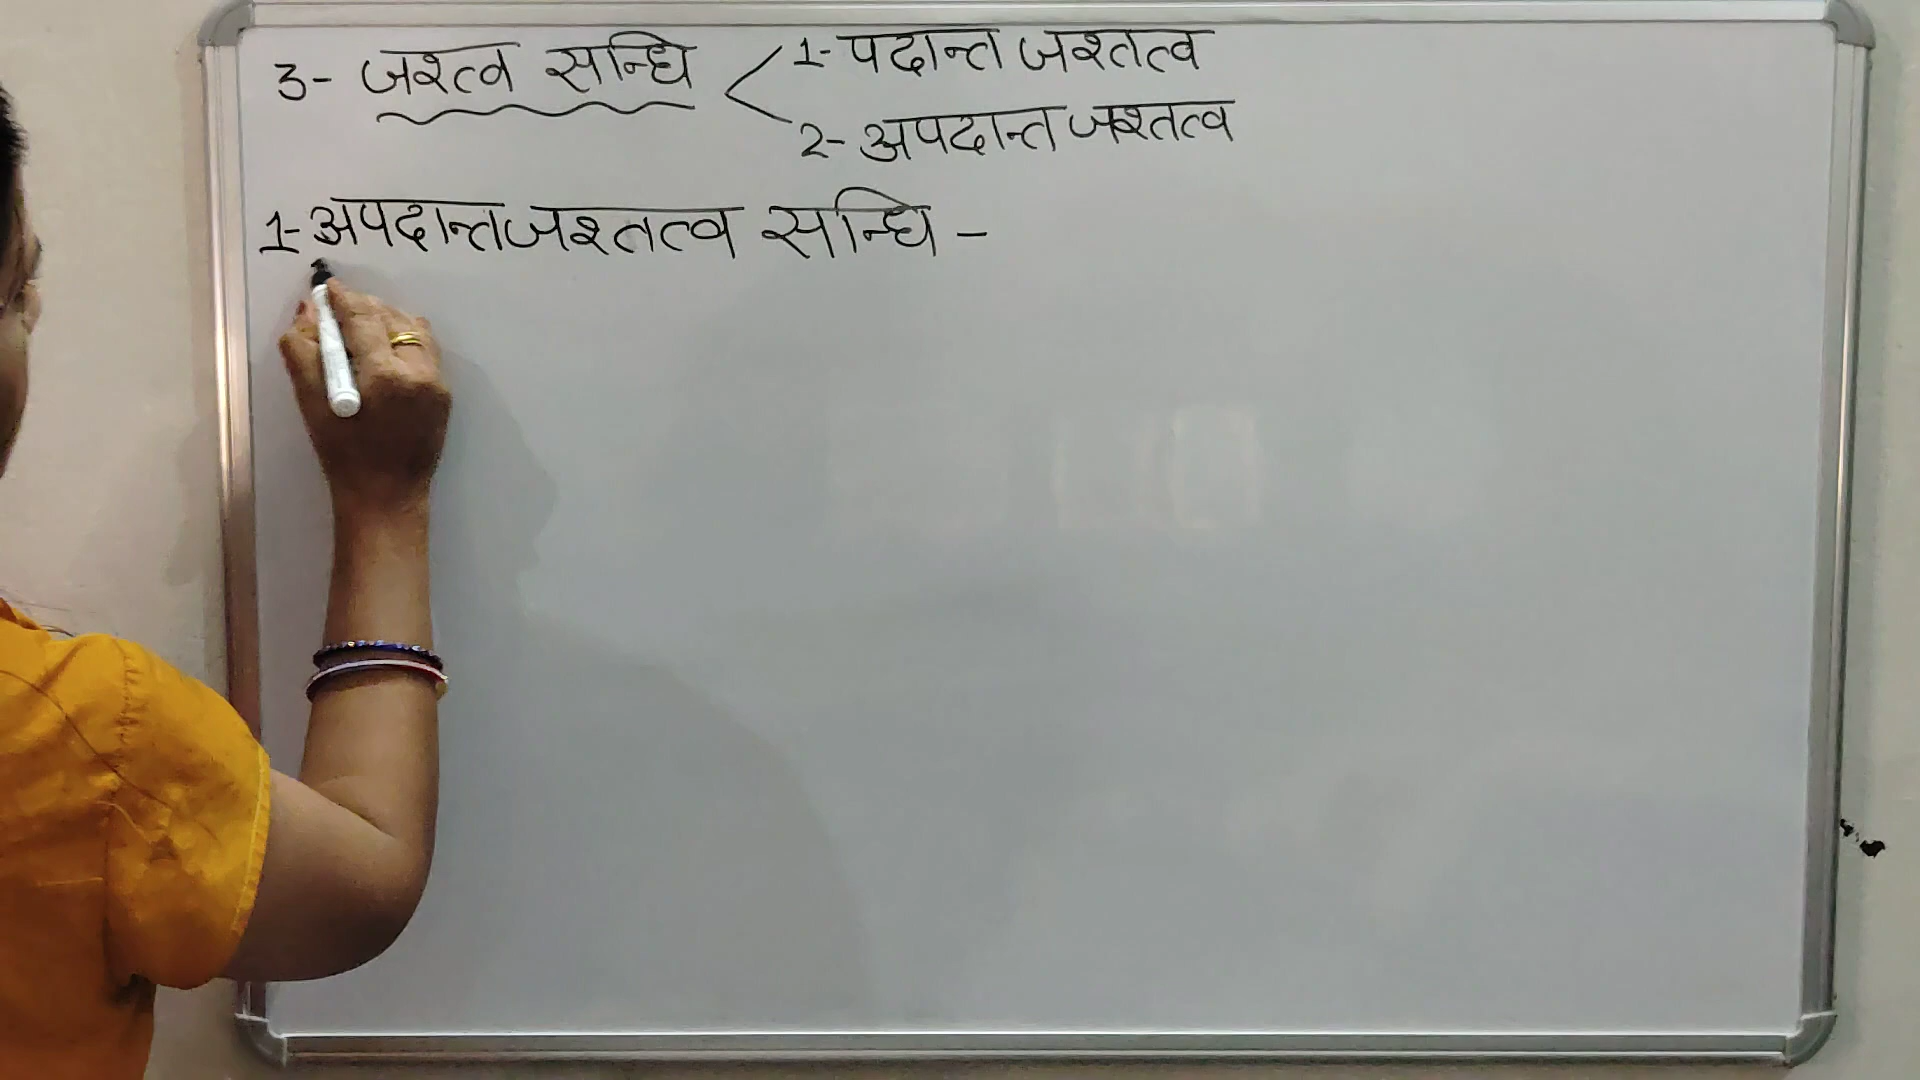 3- जश्त्व सन्धि
1- पदान्त जश्तत्व
2- अपदान्त जश्तत्व
1- अपदान्तजश्तत्व सन्धि -